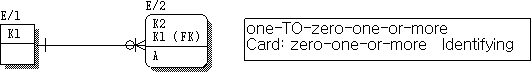 E/1
K1
E/2
K2
K1 (FK)
A
one-TO-zero-one-or-more
Card: zero-one-or-more Identifying